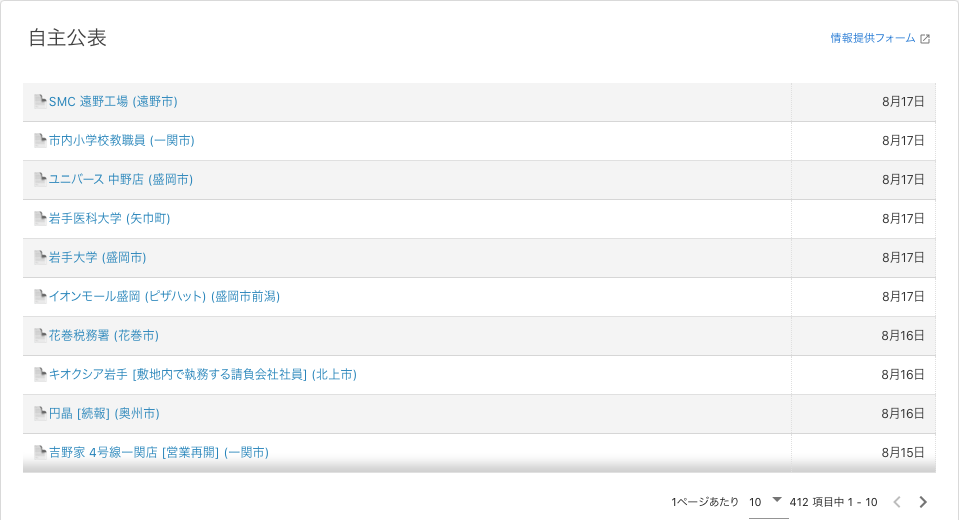 自主公表
情報提供フォーム
SMC 遠野工場 (遠野市) 8月17日
市内小学校教職員 (一関市) 8月17日
ユニバース 中野店 (盛岡市) 8月17日
岩手医科大学 (矢巾町) 8月17日
岩手大学 (盛岡市) 8月17日
イオンモール盛岡 (ピザハット) (盛岡市前潟) 8月17日
花巻税務署 (花巻市) 8月16日
キオクシア岩手 [敷地内で執務する請負会社社員] (北上市) 8月16日
円晶 [続報] (奥州市) 8月16日
吉野家 4号線一関店 [営業再開] (一関市) 8月15日
1ページあたり 10 412 項目中 1 - 10